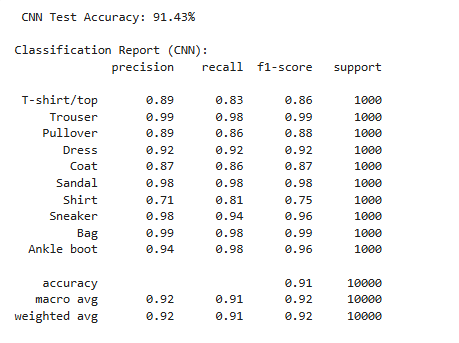 CNN Test Accuracy: 91.43%
Classification Report (CNN):
precision recall f1-score support
T-shirt/top 0.89 0.83 0.86 1000
Trouser 0.99 0.98 0.99 1000
Pullover 0.89 0.86 0.88 1000
Dress 0.92 0.92 0.92 1000
Coat 0.87 0.86 0.87 1000
Sandal 0.98 0.98 0.98 1000
Shirt 0.71 0.81 0.75 1000
Sneaker 0.98 0.94 0.96 1000
Bag 0.99 0.98 0.99 1000
Ankle boot 0.94 0.98 0.96 1000
accuracy 0.91 10000
macro avg 0.92 0.91 0.92 10000
weighted avg 0.92 0.91 0.92 10000